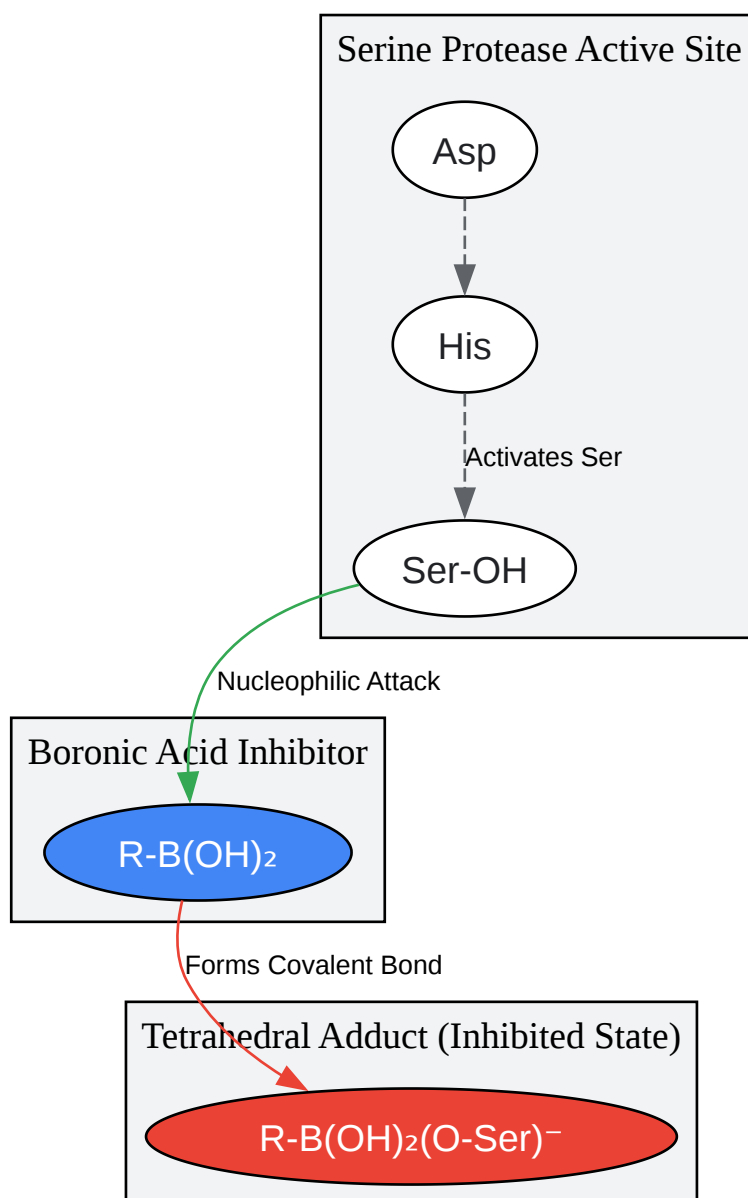 Serine Protease Active Site
Asp
His
Activates Ser
Ser-OH
Nucleophilic Attack
Boronic Acid Inhibitor
R-B(OH)₂
Forms Covalent Bond
Tetrahedral Adduct (Inhibited State)
R-B(OH)₂(O-Ser)⁻